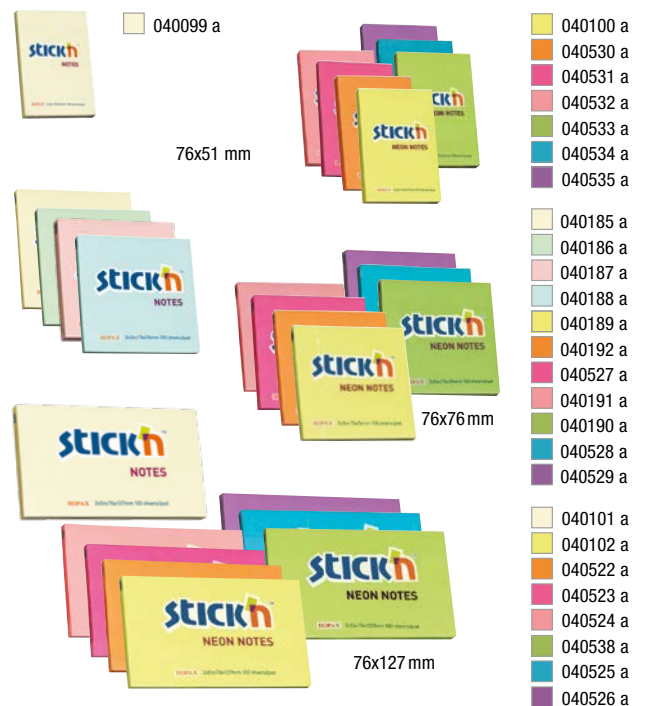 040099 a
stick'n
NOTES
76x51 mm
stick'n
NEON NOTES
040100 a
040530 a
040531 a
040532 a
040533 a
040534 a
040535 a
stick'n
NOTES
stick'n
NEON NOTES
stick'n
NEON NOTES
76x76 mm
040185 a
040186 a
040187 a
040188 a
040189 a
040192 a
040527 a
040191 a
040190 a
040528 a
040529 a
stick'n
NOTES
stick'n
NEON NOTES
stick'n
NEON NOTES
76x127 mm
040101 a
040102 a
040522 a
040523 a
040524 a
040538 a
040525 a
040526 a